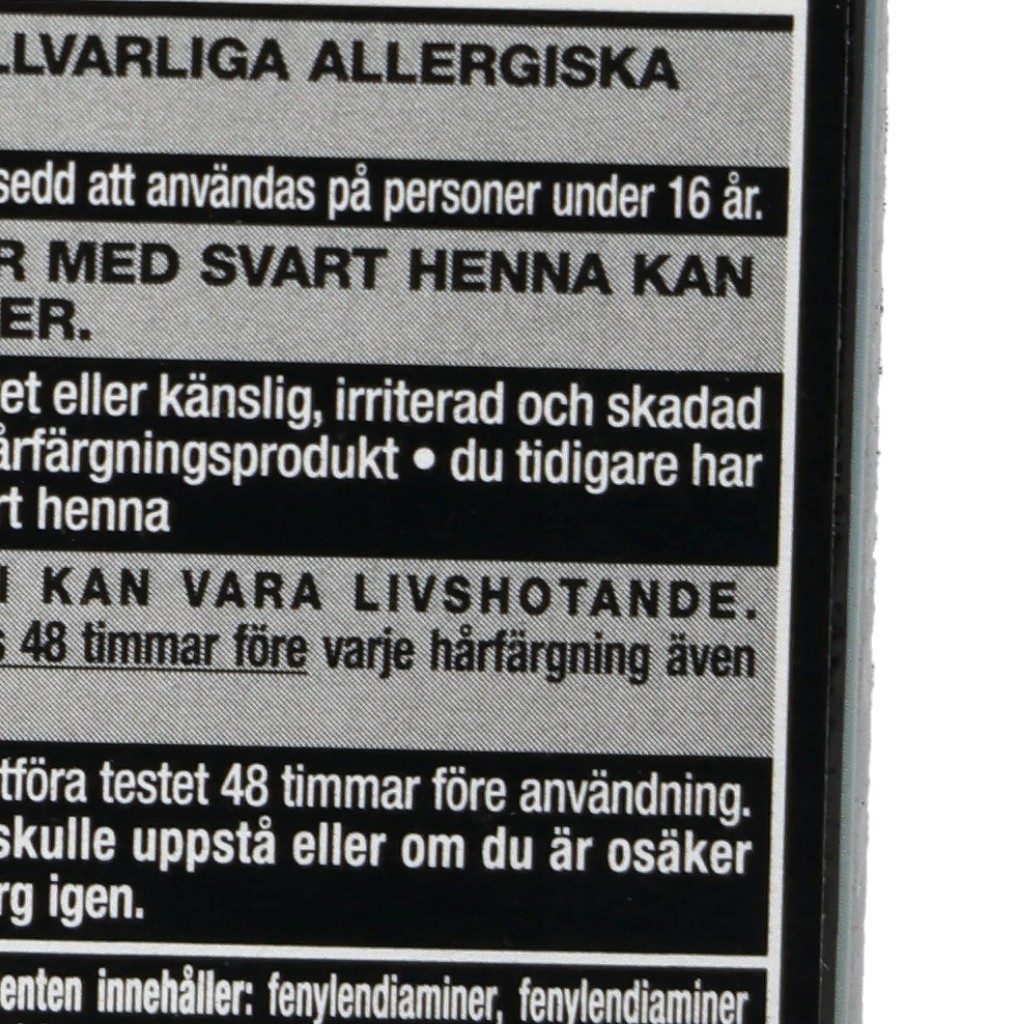 LLVARLIGA ALLERGISKA
sedd att användas på personer under 16 år.
R MED SVART HENNA KAN
ER.
et eller känslig, irriterad och skadad
årfärgningsprodukt • du tidigare har
rt henna
KAN VARA LIVSHOTANDE.
s 48 timmar före varje hårfärgning även
tföra testet 48 timmar före användning.
skulle uppstå eller om du är osäker
rg igen.
enten innehåller: fenylendiaminer, fenylendiaminer